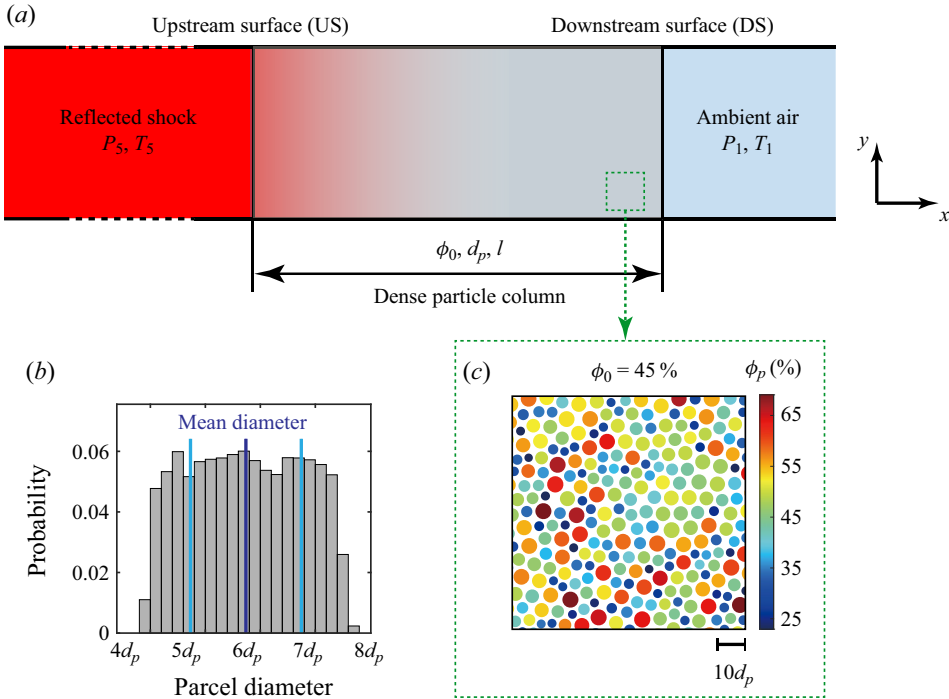 (a)
Upstream surface (US)
Downstream surface (DS)
Reflected shock
P₅, T₅
Ambient air
P₁, T₁
y
x
ϕ₀, dₚ, l
Dense particle column
(b)
Mean diameter
Probability
0.06
0.04
0.02
0
4dₚ 5dₚ 6dₚ 7dₚ 8dₚ
Parcel diameter
(c)
ϕ₀ = 45 %
ϕₚ (%)
65
55
45
35
25
10dₚ